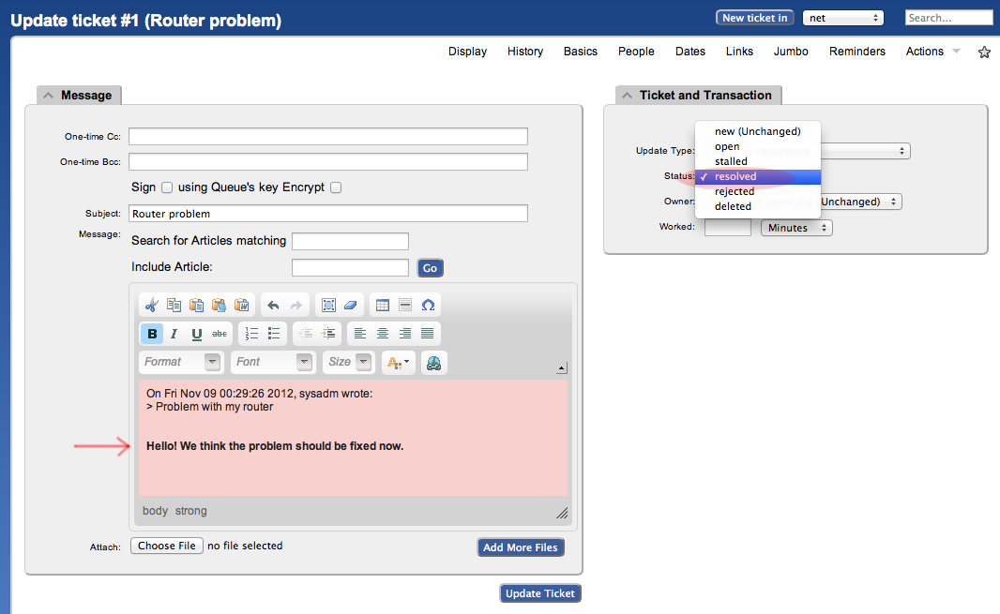 Update ticket #1 (Router problem)
New ticket in
net
Search...
Display History Basics People Dates Links Jumbo Reminders Actions
Message
One-time Cc:
One-time Bcc:
Sign using Queue's key Encrypt
Subject: Router problem
Message: Search for Articles matching
Include Article: Go
B I U abc
Format Font Size
On Fri Nov 09 00:29:26 2012, sysadm wrote:
> Problem with my router
Hello! We think the problem should be fixed now.
body strong
Attach: Choose File no file selected
Add More Files
Update Ticket
Ticket and Transaction
new (Unchanged)
open
Update Type:
stalled
Status: ✓ resolved
rejected
Owner: Unchanged)
deleted
Worked: Minutes